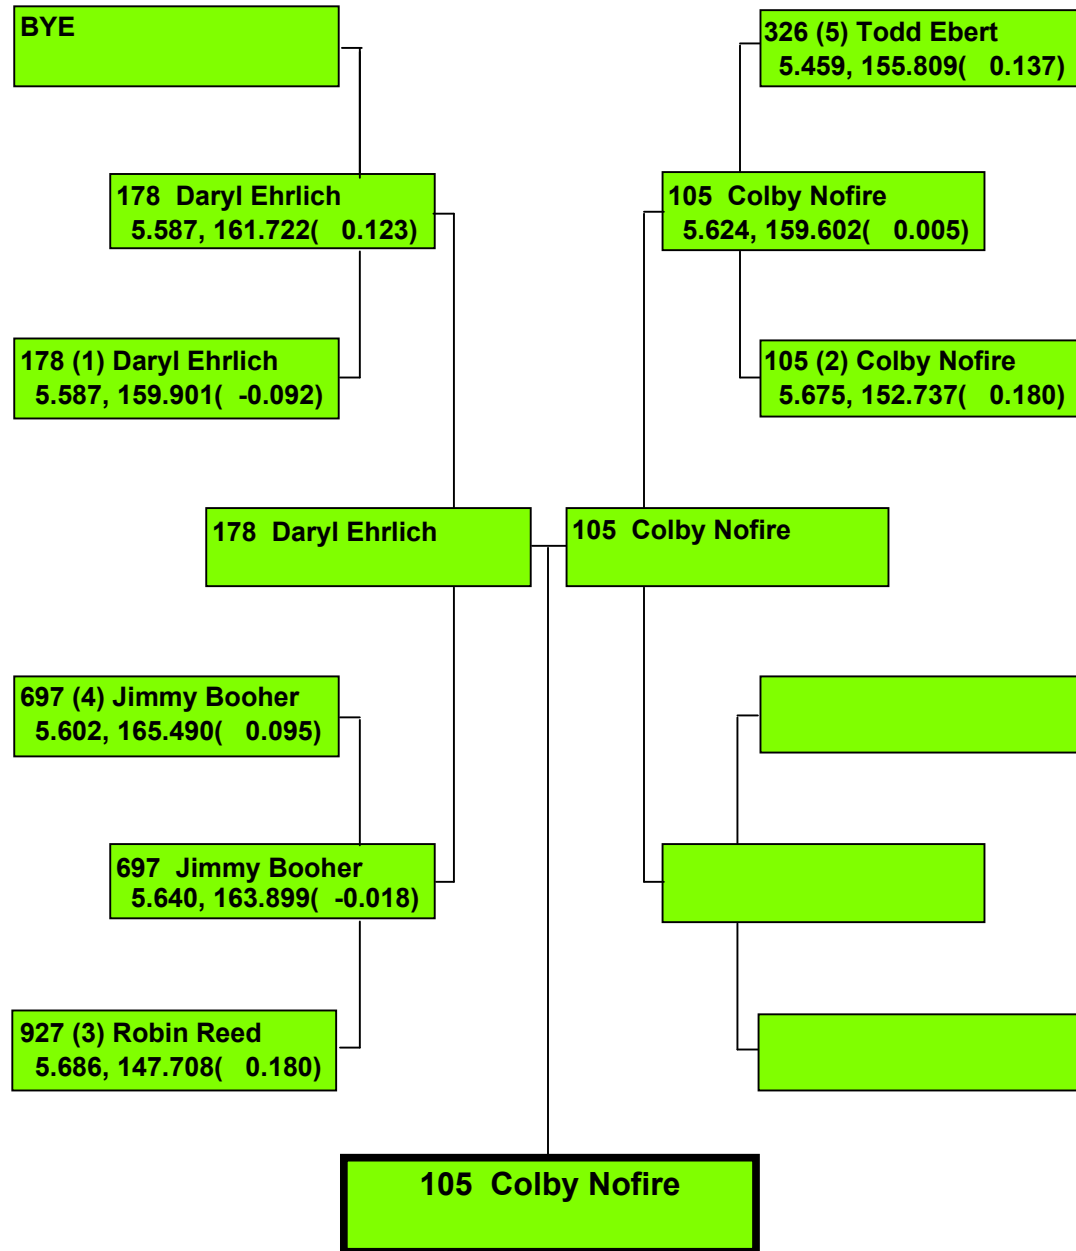 BYE
326 (5) Todd Ebert
5.459, 155.809( 0.137)
178 Daryl Ehrlich
5.587, 161.722( 0.123)
105 Colby Nofire
5.624, 159.602( 0.005)
178 (1) Daryl Ehrlich
5.587, 159.901( -0.092)
105 (2) Colby Nofire
5.675, 152.737( 0.180)
178 Daryl Ehrlich
105 Colby Nofire
697 (4) Jimmy Booher
5.602, 165.490( 0.095)
697 Jimmy Booher
5.640, 163.899( -0.018)
927 (3) Robin Reed
5.686, 147.708( 0.180)
105 Colby Nofire